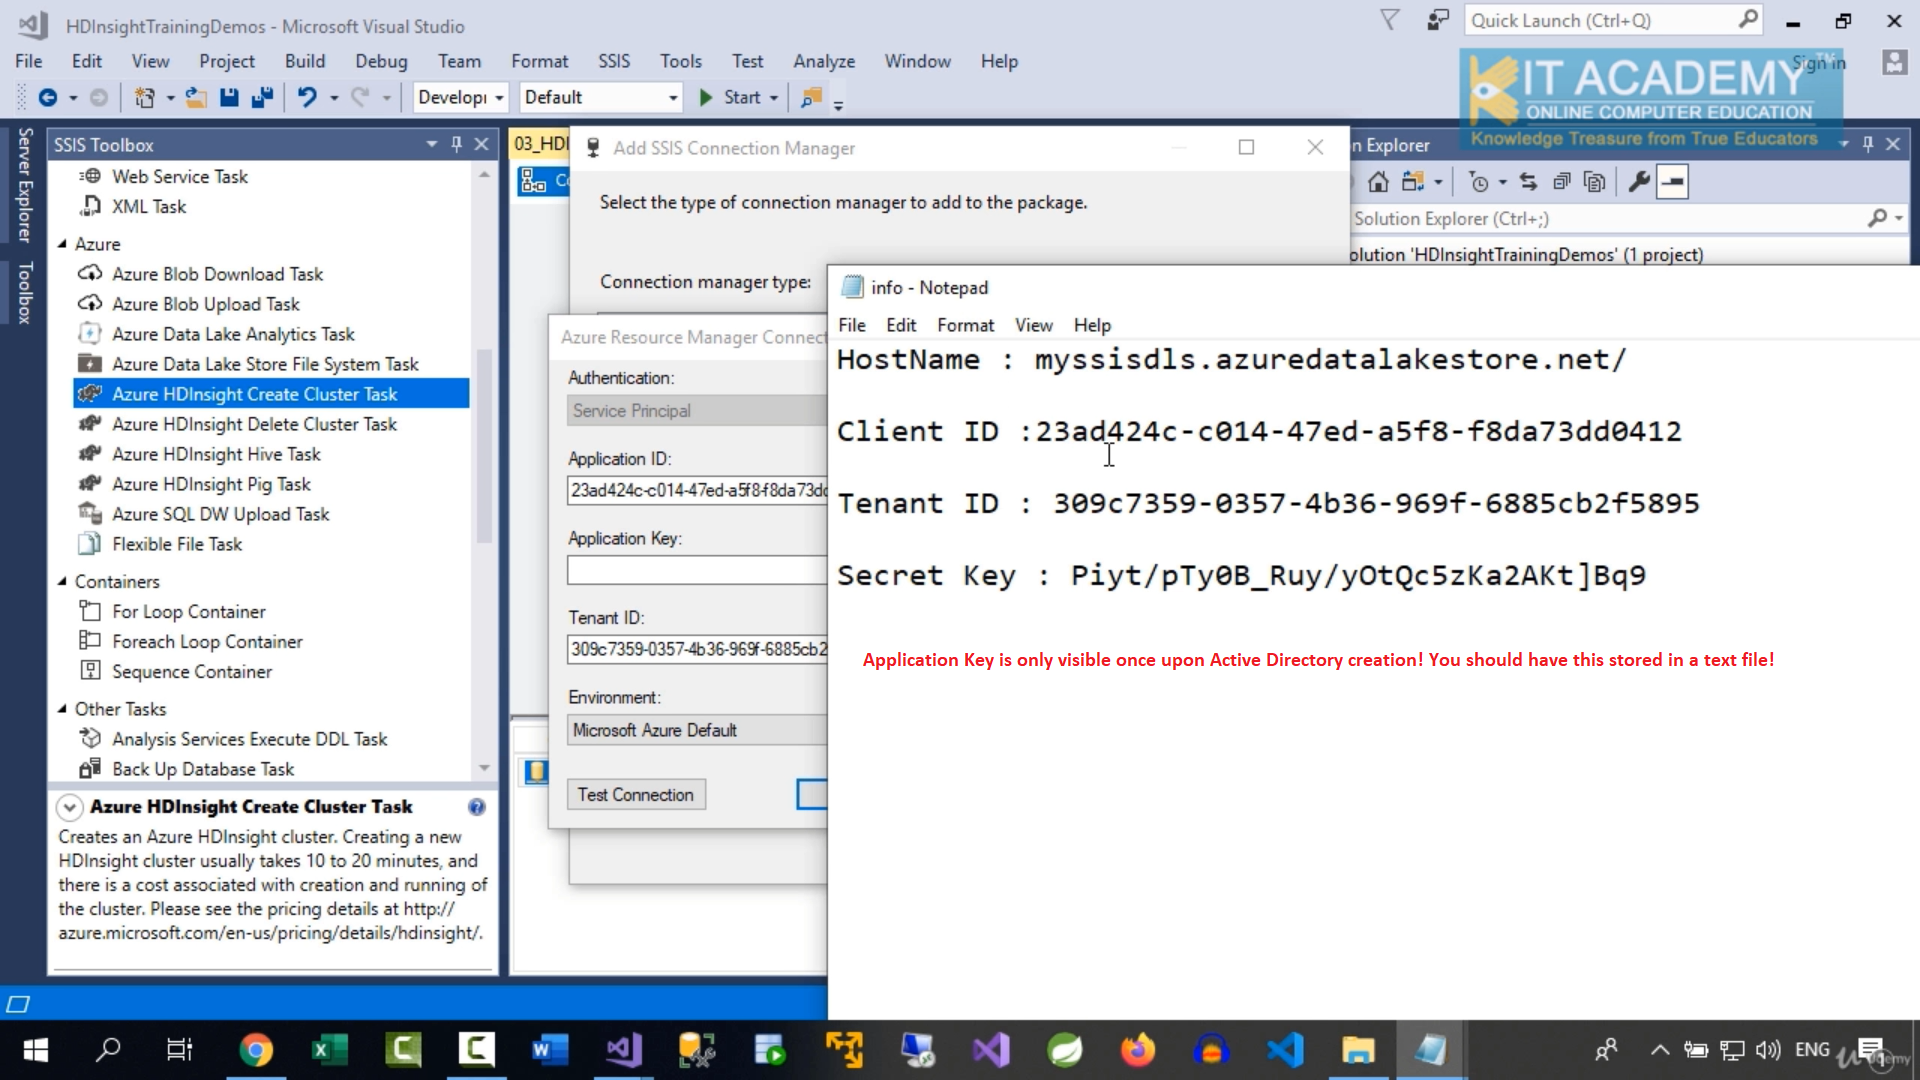 HDInsightTrainingDemos - Microsoft Visual Studio
Quick Launch (Ctrl+Q)
File Edit View Project Build Debug Team Format SSIS Tools Test Analyze Window Help
Sign in
Developi Default Start
IT ACADEMY
TM
ONLINE COMPUTER EDUCATION
Knowledge Treasure from True Educators
Server Explorer
Toolbox
SSIS Toolbox
Web Service Task
XML Task
Azure
Azure Blob Download Task
Azure Blob Upload Task
Azure Data Lake Analytics Task
Azure Data Lake Store File System Task
Azure HDInsight Create Cluster Task
Azure HDInsight Delete Cluster Task
Azure HDInsight Hive Task
Azure HDInsight Pig Task
Azure SQL DW Upload Task
Flexible File Task
Containers
For Loop Container
Foreach Loop Container
Sequence Container
Other Tasks
Analysis Services Execute DDL Task
Back Up Database Task
Azure HDInsight Create Cluster Task
Creates an Azure HDInsight cluster. Creating a new
HDInsight cluster usually takes 10 to 20 minutes, and
there is a cost associated with creation and running of
the cluster. Please see the pricing details at http://
azure.microsoft.com/en-us/pricing/details/hdinsight/.
03_HDI
Co
Add SSIS Connection Manager
Select the type of connection manager to add to the package.
Connection manager type:
Azure Resource Manager Connect
Authentication:
Service Principal
Application ID:
23ad424c-c014-47ed-a5f8-f8da73dd
Application Key:
Tenant ID:
309c7359-0357-4b36-969f-6885cb2
Environment:
Microsoft Azure Default
Test Connection
n Explorer
Solution Explorer (Ctrl+;)
olution 'HDInsightTrainingDemos' (1 project)
info - Notepad
File Edit Format View Help
HostName : myssisdls.azuredatalakestore.net/
Client ID :23ad424c-c014-47ed-a5f8-f8da73dd0412
Tenant ID : 309c7359-0357-4b36-969f-6885cb2f5895
Secret Key : Piyt/pTy0B_Ruy/yOtQc5zKa2AKt]Bq9
Application Key is only visible once upon Active Directory creation! You should have this stored in a text file!
ENG